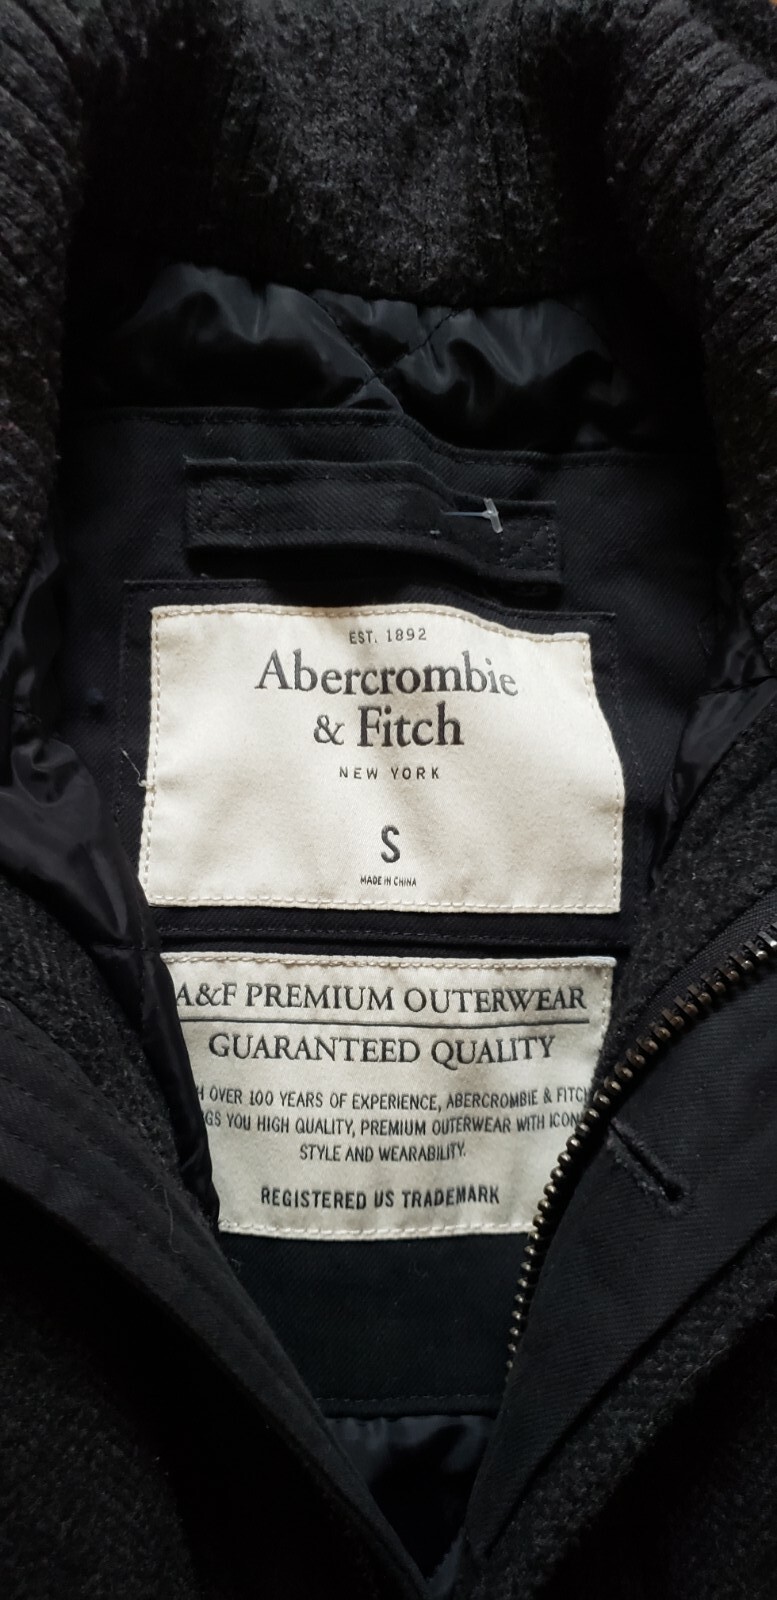 EST. 1892
Abercrombie
& Fitch
NEW YORK
S
MADE IN CHINA
A&F PREMIUM OUTERWEAR
GUARANTEED QUALITY
OVER 100 YEARS OF EXPERIENCE, ABERCROMBIE & FITCH
YOU HIGH QUALITY, PREMIUM OUTERWEAR WITH
STYLE AND WEARABILITY.
REGISTERED US TRADEMARK